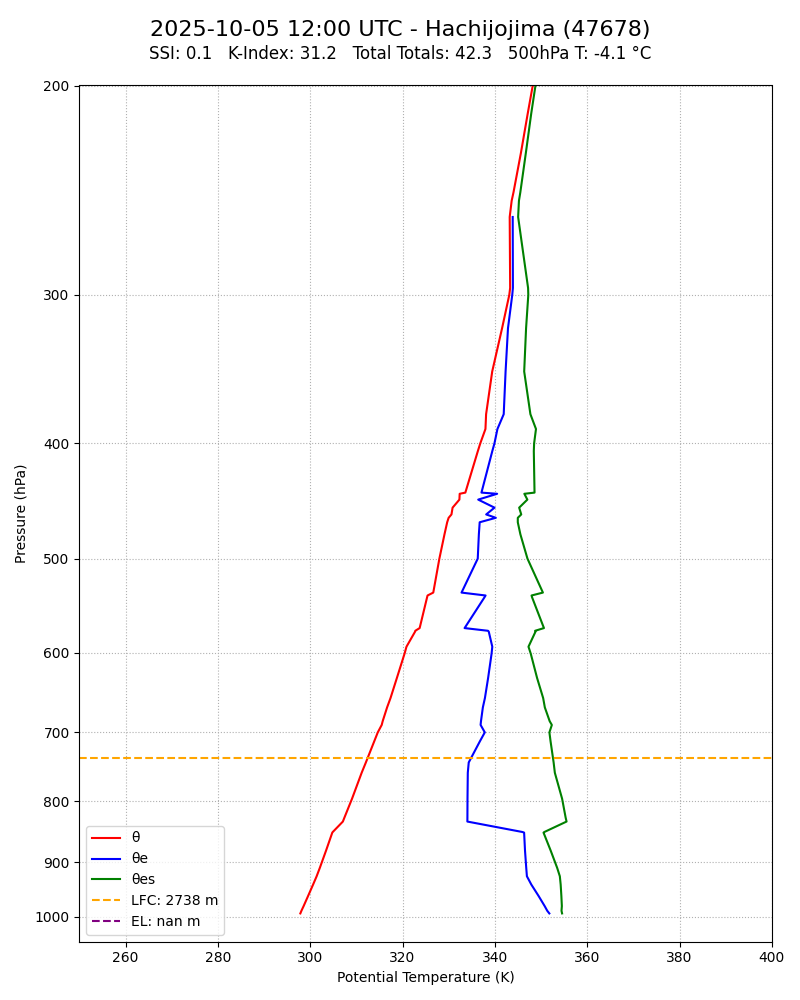 2025-10-05 12:00 UTC - Hachijojima (47678)
SSI: 0.1   K-Index: 31.2   Total Totals: 42.3   500hPa T: -4.1 °C
200
300
400
500
600
700
800
900
1000
Pressure (hPa)
θ
θe
θes
LFC: 2738 m
EL: nan m
260 280 300 320 340 360 380 400
Potential Temperature (K)